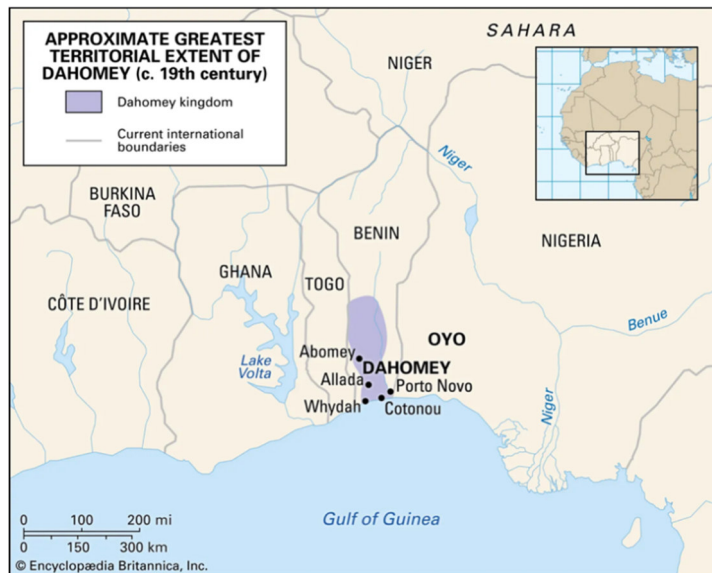 APPROXIMATE GREATEST
TERRITORIAL EXTENT OF
DAHOMEY (c. 19th century)
Dahomey kingdom
Current international
boundaries
SAHARA
NIGER
Niger
BURKINA
FASO
BENIN
NIGERIA
GHANA
TOGO
CÔTE D'IVOIRE
Benue
OYO
Abomey
DAHOMEY
Lake
Volta
Allada
Porto Novo
Whydah
Cotonou
Niger
Gulf of Guinea
0 100 200 mi
0 150 300 km
© Encyclopædia Britannica, Inc.